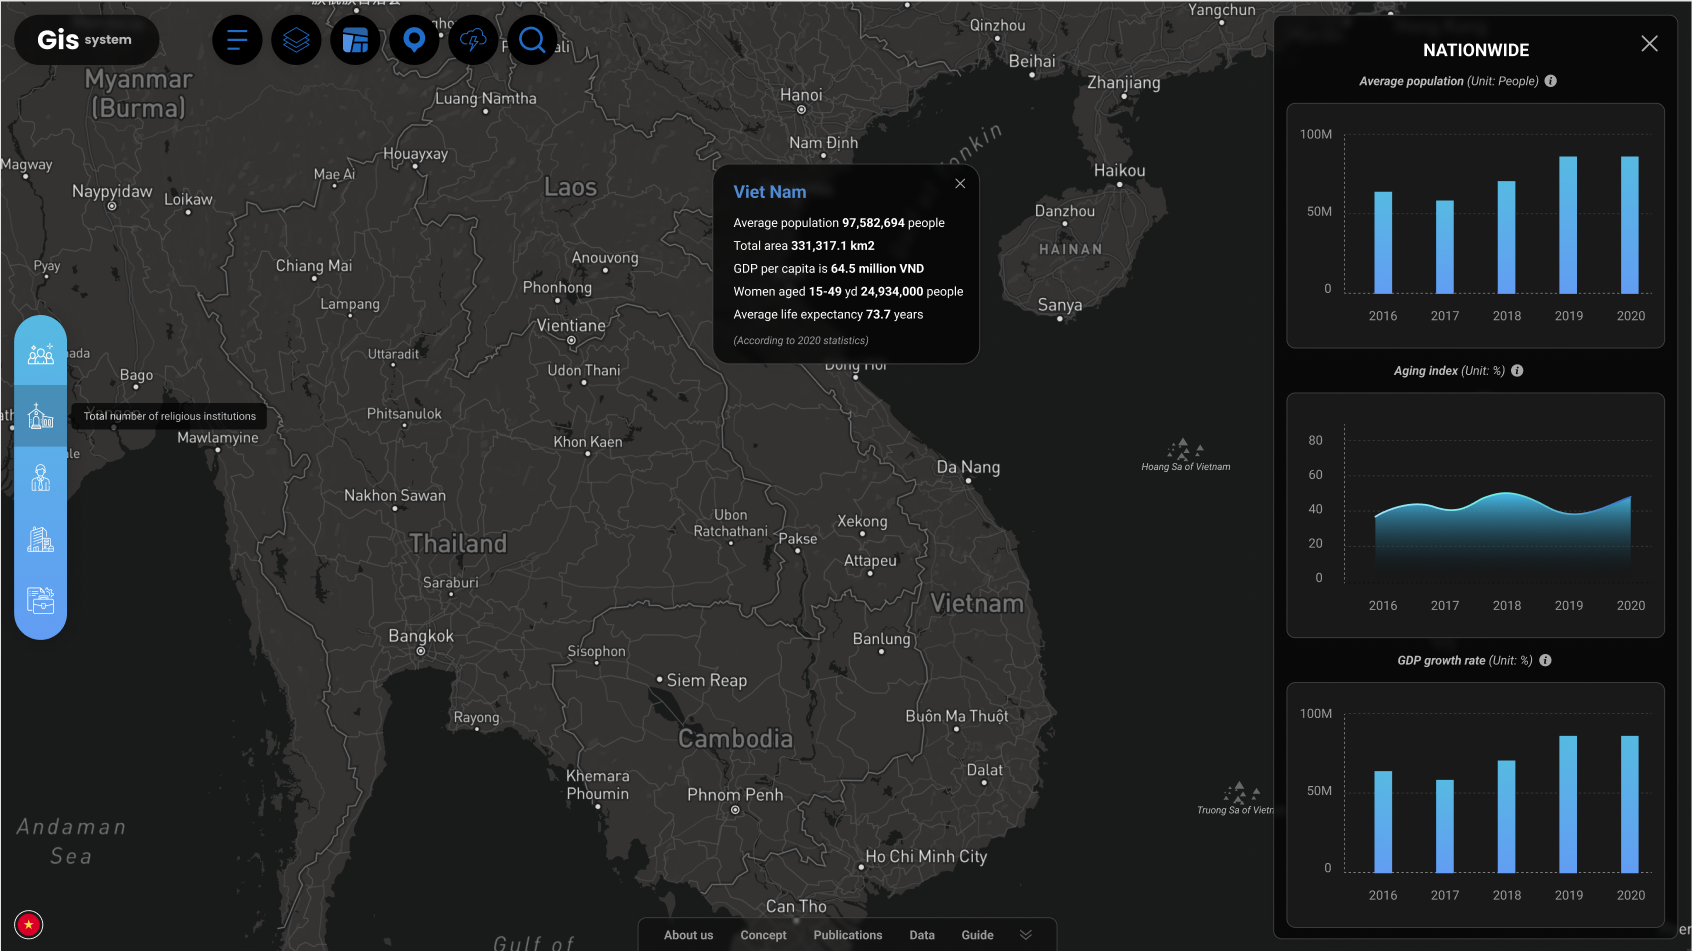 Gis system
Yangchun
Qinzhou
Beihai
Zhanjiang
Myanmar
(Burma)
Luang Namtha
Hanoi
Nam Định
Haikou
Magway
Naypyidaw
Loikaw
Mae Ai
Houayxay
Laos
Danzhou
HAINAN
Sanya
Pyay
Chiang Mai
Lampang
Anouvong
Phonhong
Vientiane
Uttaradit
Udon Thani
Bago
Phitsanulok
Khon Kaen
Mawlamyine
Da Nang
Hoang Sa of Vietnam
Nakhon Sawan
Ubon
Ratchathani
Pakse
Xekong
Attapeu
Thailand
Saraburi
Vietnam
Bangkok
Banlung
Sisophon
Siem Reap
Rayong
Cambodia
Buôn Ma Thuột
Khemara
Phoumin
Phnom Penh
Dalat
Truong Sa of Vietn
Andaman
Sea
Ho Chi Minh City
Can Tho
Gulf of
Total number of religious institutions
Viet Nam
Average population 97,582,694 people
Total area 331,317.1 km2
GDP per capita is 64.5 million VND
Women aged 15-49 yd 24,934,000 people
Average life expectancy 73.7 years
(According to 2020 statistics)
NATIONWIDE
Average population (Unit: People)
100M
50M
0
2016 2017 2018 2019 2020
Aging index (Unit: %)
80
60
40
20
0
2016 2017 2018 2019 2020
GDP growth rate (Unit: %)
100M
50M
0
2016 2017 2018 2019 2020
About us Concept Publications Data Guide